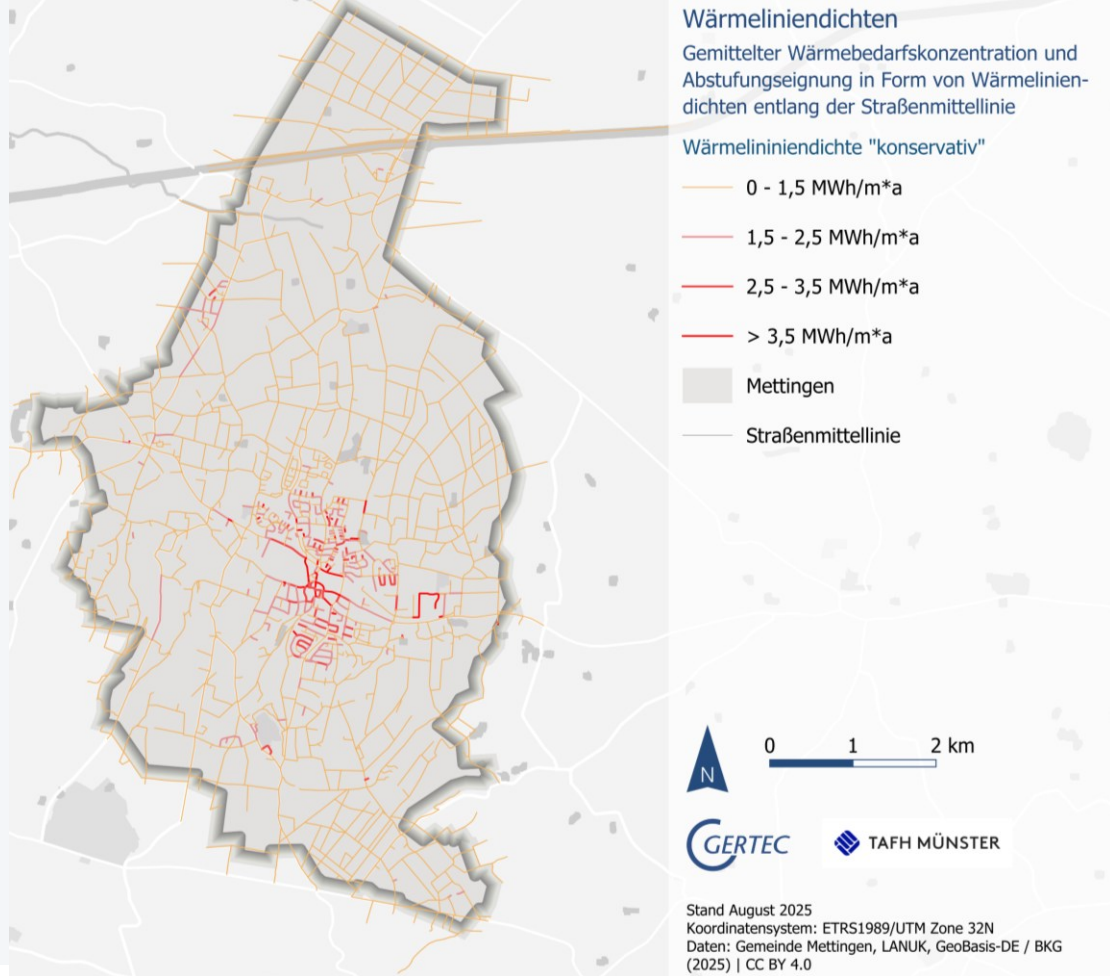 Wärmeliniendichten
Gemittelter Wärmebedarfskonzentration und
Abstufungseignung in Form von Wärmelinien-
dichten entlang der Straßenmittellinie
Wärmelininiendichte "konservativ"
0 - 1,5 MWh/m*a
1,5 - 2,5 MWh/m*a
2,5 - 3,5 MWh/m*a
> 3,5 MWh/m*a
Mettingen
Straßenmittellinie
0 1 2 km
N
GERTEC
TAFH MÜNSTER
Stand August 2025
Koordinatensystem: ETRS1989/UTM Zone 32N
Daten: Gemeinde Mettingen, LANUK, GeoBasis-DE / BKG
(2025) | CC BY 4.0